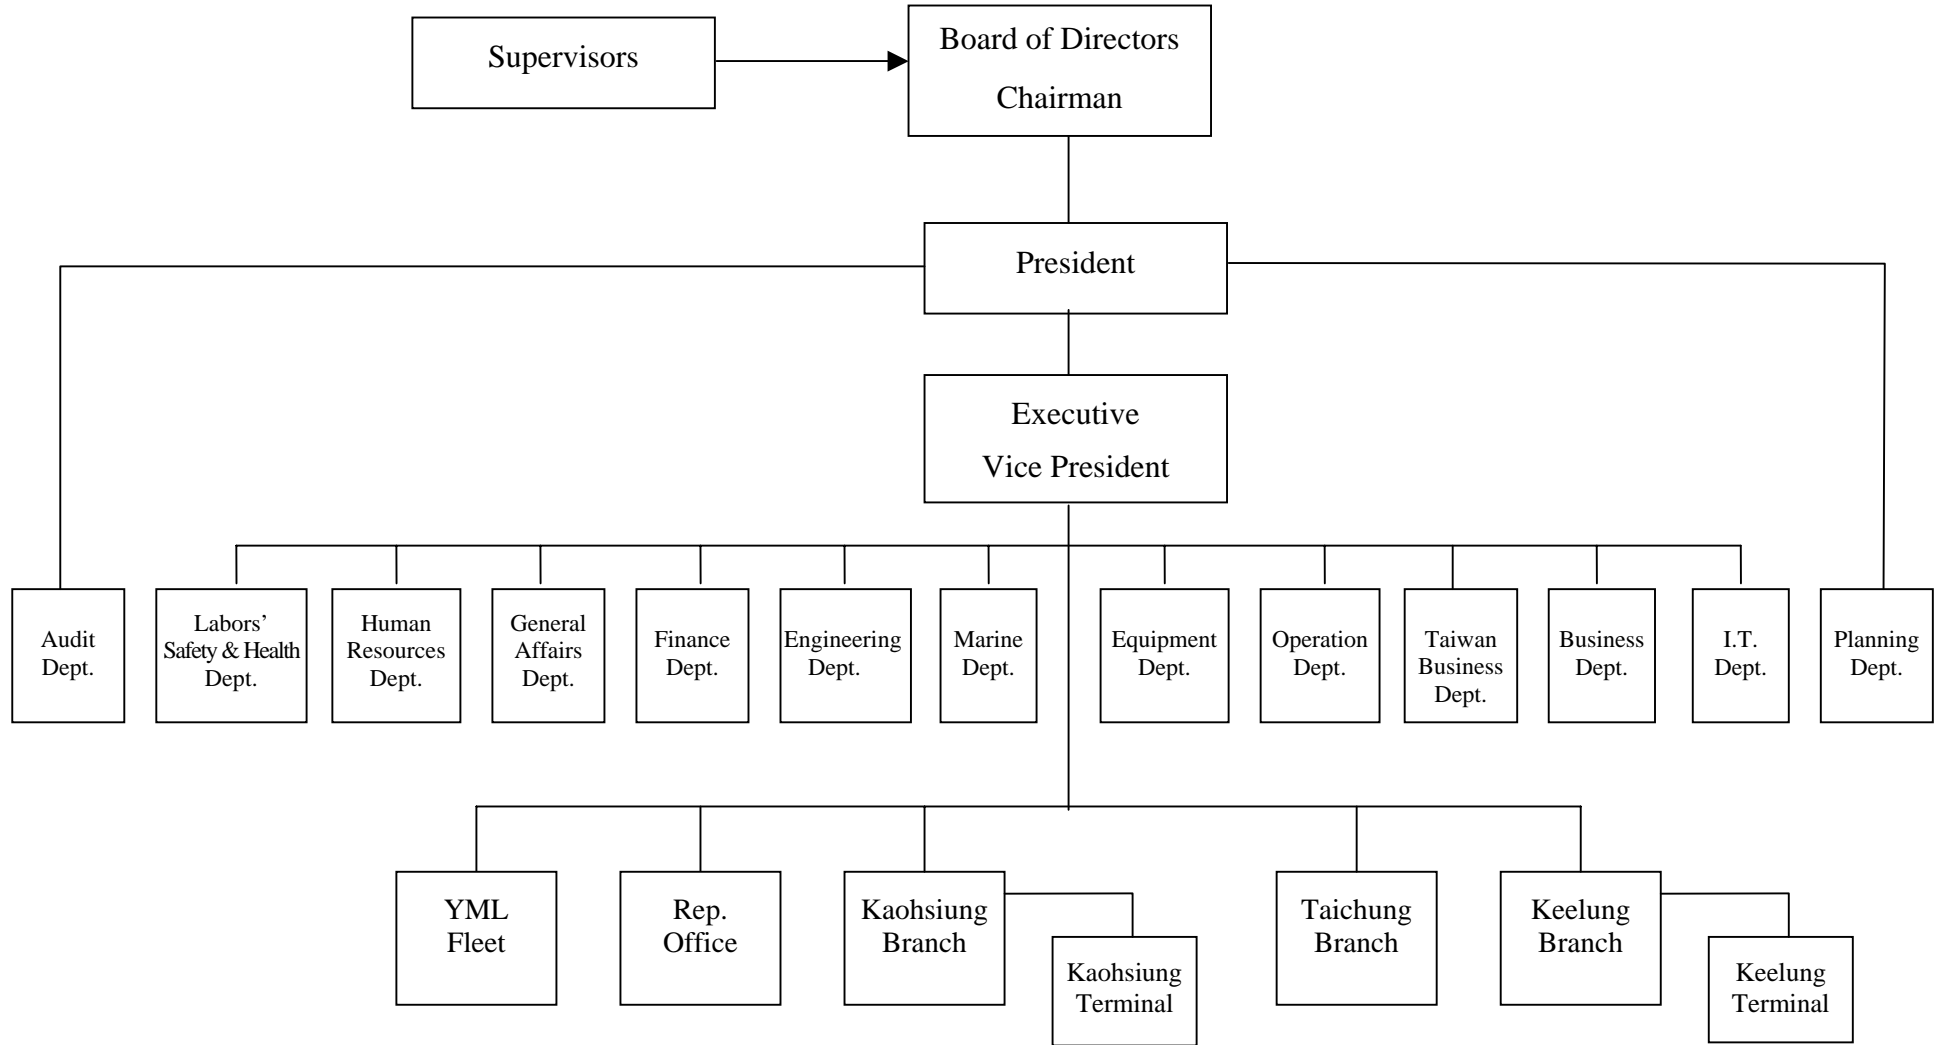 Supervisors
Board of Directors
Chairman
President
Executive
Vice President
Audit
Dept.
Labors’
Safety & Health
Dept.
Human
Resources
Dept.
General
Affairs
Dept.
Finance
Dept.
Engineering
Dept.
Marine
Dept.
Equipment
Dept.
Operation
Dept.
Taiwan
Business
Dept.
Business
Dept.
I.T.
Dept.
Planning
Dept.
YML
Fleet
Rep.
Office
Kaohsiung
Branch
Kaohsiung
Terminal
Taichung
Branch
Keelung
Branch
Keelung
Terminal